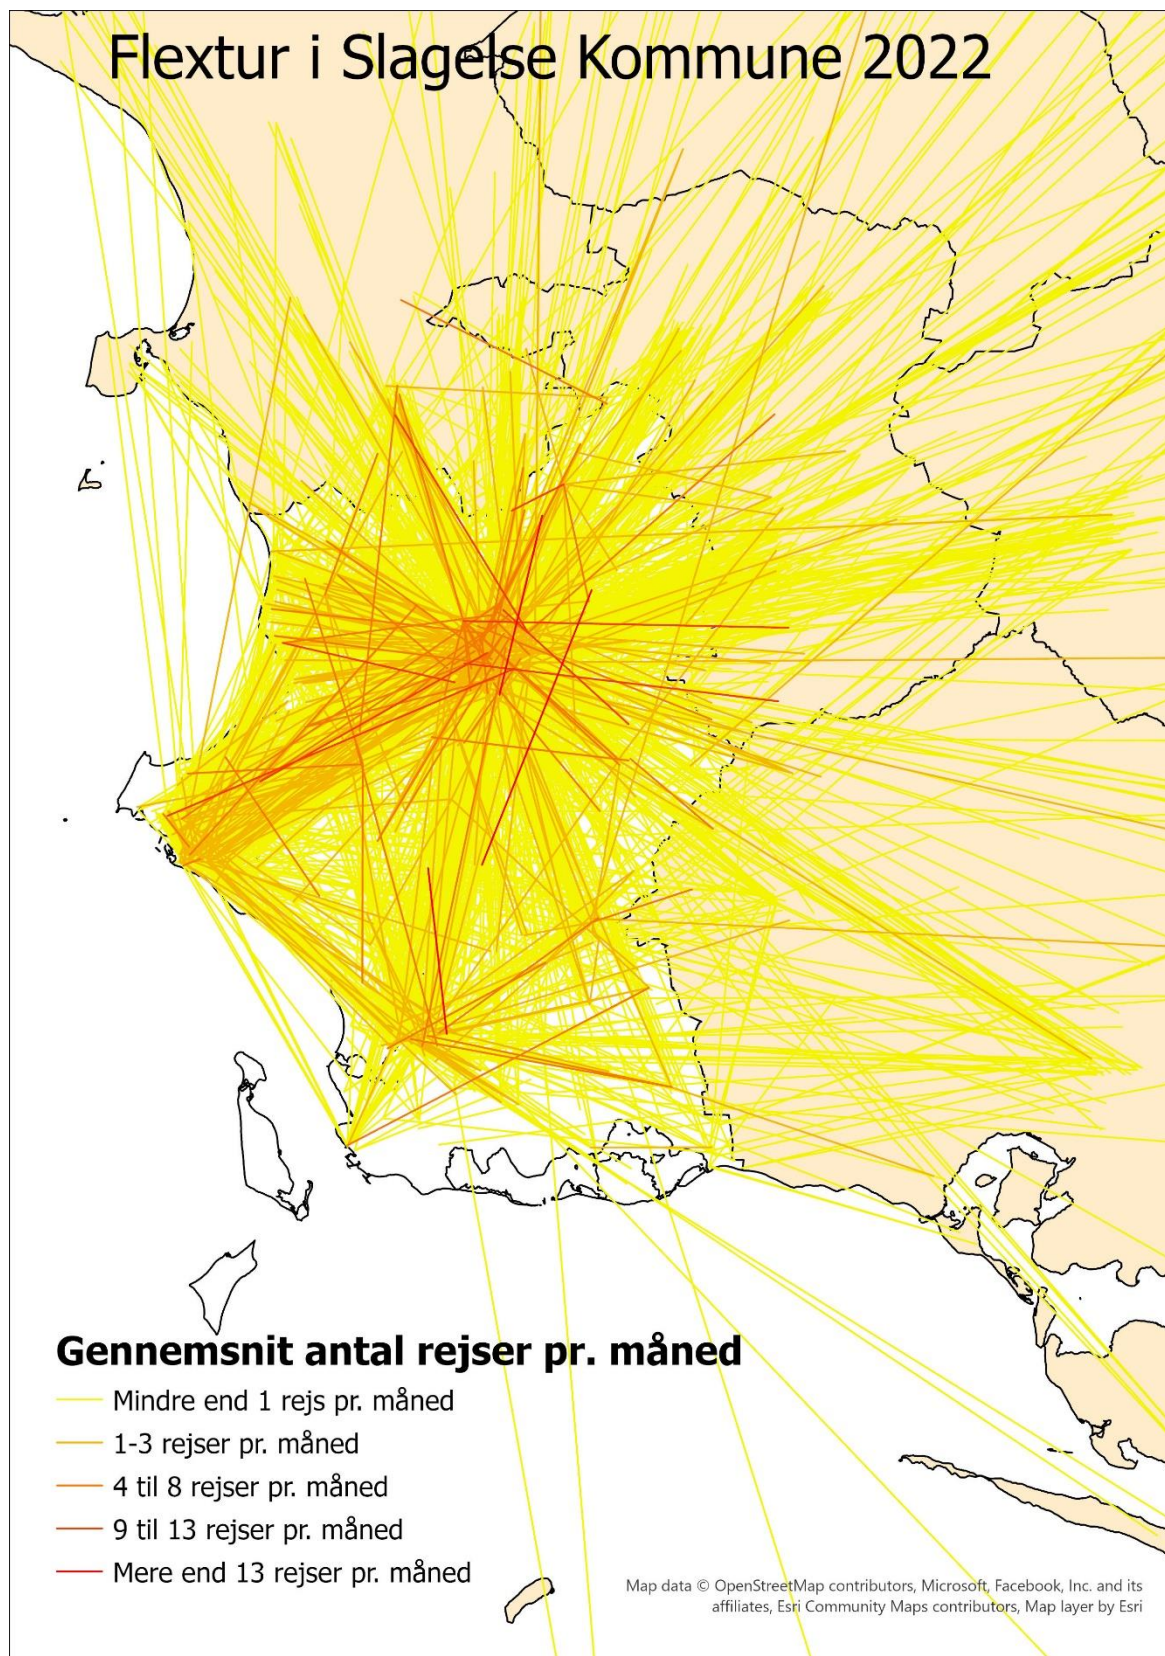 Flextur i Slagelse Kommune 2022
Gennemsnit antal rejser pr. måned
Mindre end 1 rejs pr. måned
1-3 rejser pr. måned
4 til 8 rejser pr. måned
9 til 13 rejser pr. måned
Mere end 13 rejser pr. måned
Map data © OpenStreetMap contributors, Microsoft, Facebook, Inc. and its
affiliates, Esri Community Maps contributors, Map layer by Esri